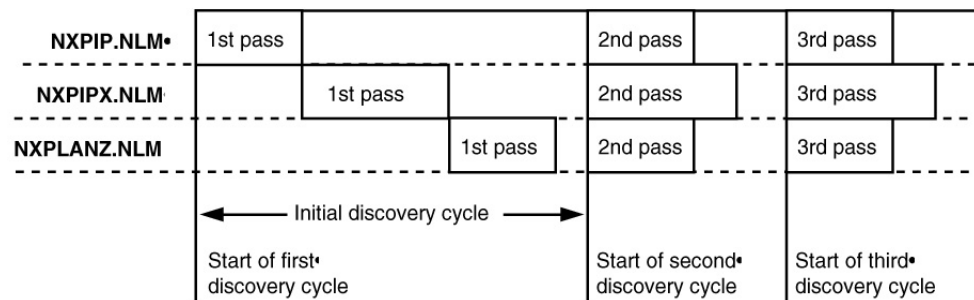 NXPIP.NLM
1st pass
2nd pass
3rd pass
NXPIPX.NLM
1st pass
2nd pass
3rd pass
NXPLANZ.NLM
1st pass
2nd pass
3rd pass
Initial discovery cycle
Start of first
discovery cycle
Start of second
discovery cycle
Start of third
discovery cycle